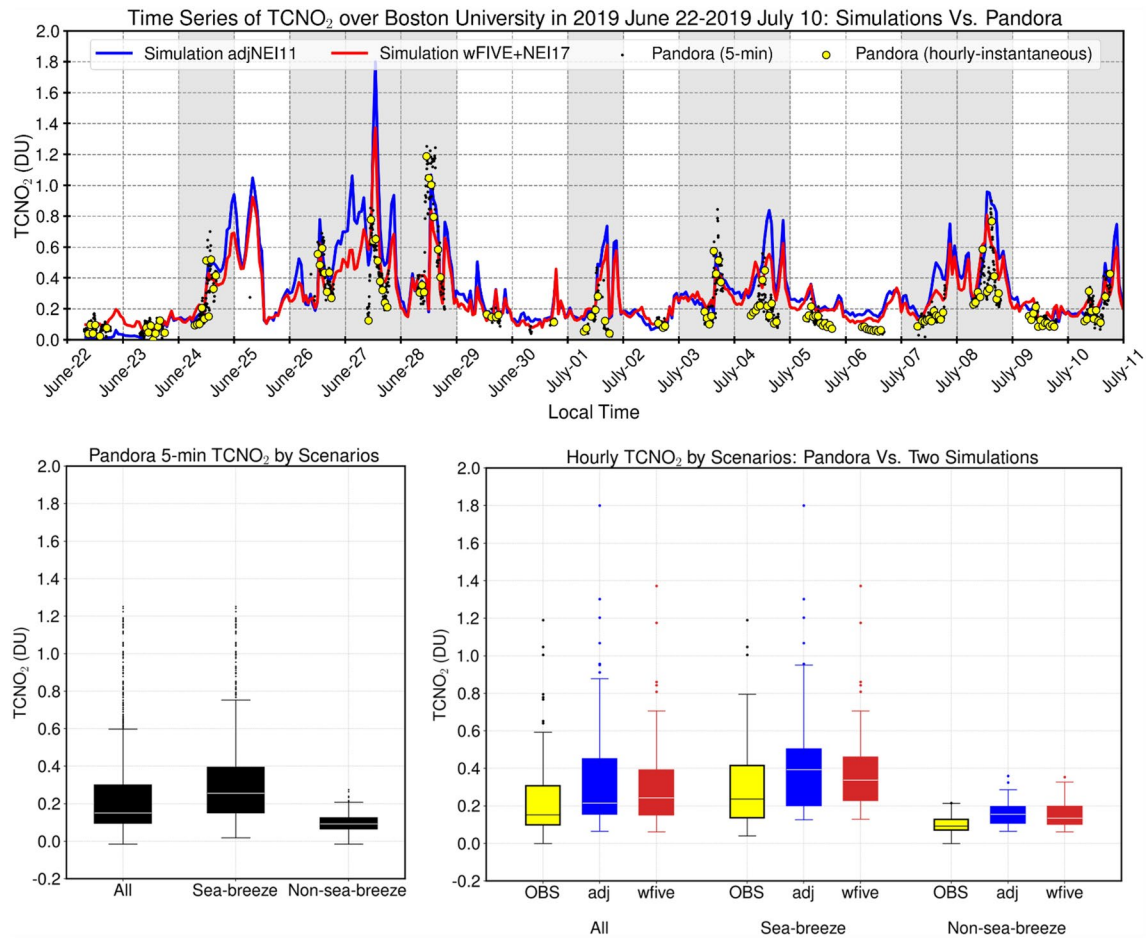 Time Series of TCNO₂ over Boston University in 2019 June 22-2019 July 10: Simulations Vs. Pandora
2.0
Simulation adjNEI11 Simulation wFIVE+NEI17 Pandora (5-min) Pandora (hourly-instantaneous)
1.8
1.6
1.4
1.2
1.0
0.8
0.6
0.4
0.2
0.0
TCNO₂ (DU)
June-22 June-23 June-24 June-25 June-26 June-27 June-28 June-29 June-30 July-01 July-02 July-03 July-04 July-05 July-06 July-07 July-08 July-09 July-10 July-11
Local Time
Pandora 5-min TCNO₂ by Scenarios
2.0
1.8
1.6
1.4
1.2
1.0
0.8
0.6
0.4
0.2
0.0
-0.2
TCNO₂ (DU)
All Sea-breeze Non-sea-breeze
Hourly TCNO₂ by Scenarios: Pandora Vs. Two Simulations
2.0
1.8
1.6
1.4
1.2
1.0
0.8
0.6
0.4
0.2
0.0
-0.2
TCNO₂ (DU)
OBS adj wfive OBS adj wfive OBS adj wfive
All Sea-breeze Non-sea-breeze